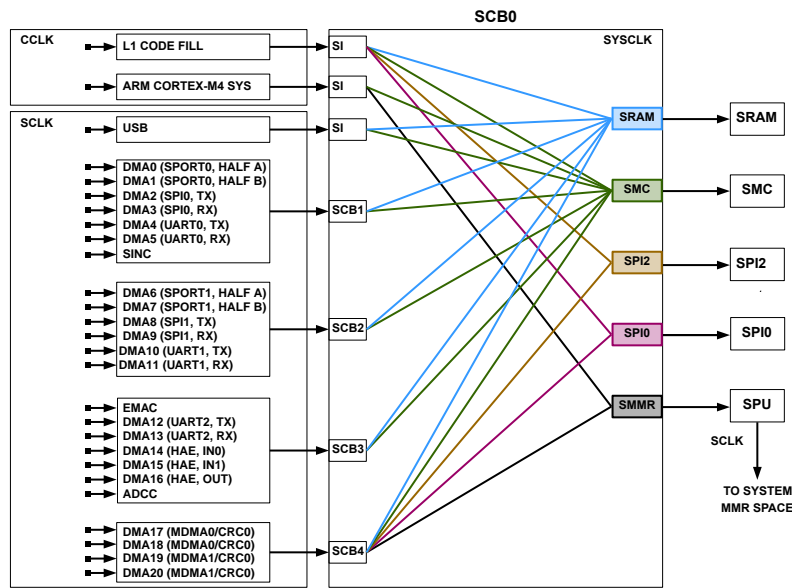 SCB0
CCLK
L1 CODE FILL
SI
SYSCLK
ARM CORTEX-M4 SYS
SI
SCLK
USB
SI
SRAM
SRAM
DMA0 (SPORT0, HALF A)
DMA1 (SPORT0, HALF B)
DMA2 (SPI0, TX)
DMA3 (SPI0, RX)
DMA4 (UART0, TX)
DMA5 (UART0, RX)
SINC
SCB1
SMC
SMC
SPI2
SPI2
.
DMA6 (SPORT1, HALF A)
DMA7 (SPORT1, HALF B)
DMA8 (SPI1, TX)
DMA9 (SPI1, RX)
DMA10 (UART1, TX)
DMA11 (UART1, RX)
SCB2
SPI0
SPI0
EMAC
DMA12 (UART2, TX)
DMA13 (UART2, RX)
DMA14 (HAE, IN0)
DMA15 (HAE, IN1)
DMA16 (HAE, OUT)
ADCC
SCB3
SMMR
SPU
SCLK
TO SYSTEM
MMR SPACE
DMA17 (MDMA0/CRC0)
DMA18 (MDMA0/CRC0)
DMA19 (MDMA1/CRC0)
DMA20 (MDMA1/CRC0)
SCB4